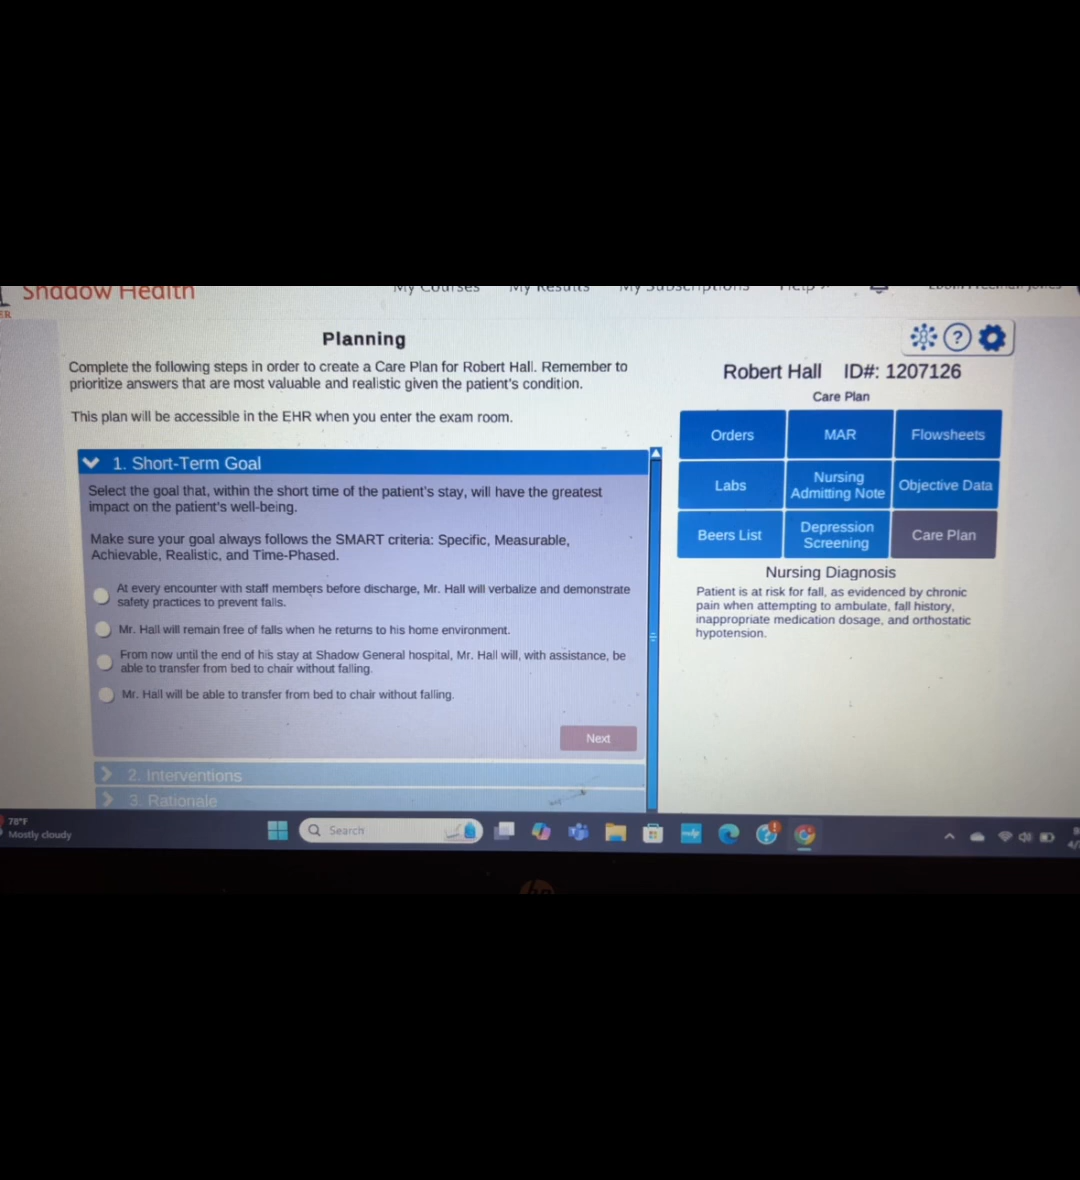 Shadow Health
My Courses My Results My Subscriptions Help
ER
Planning
Complete the following steps in order to create a Care Plan for Robert Hall. Remember to
prioritize answers that are most valuable and realistic given the patient's condition.
This plan will be accessible in the EHR when you enter the exam room.
1. Short-Term Goal
Select the goal that, within the short time of the patient's stay, will have the greatest
impact on the patient's well-being.
Make sure your goal always follows the SMART criteria: Specific, Measurable,
Achievable, Realistic, and Time-Phased.
At every encounter with staff members before discharge, Mr. Hall will verbalize and demonstrate
safety practices to prevent falls.
Mr. Hall will remain free of falls when he returns to his home environment.
From now until the end of his stay at Shadow General hospital, Mr. Hall will, with assistance, be
able to transfer from bed to chair without falling.
Mr. Hall will be able to transfer from bed to chair without falling.
Next
2. Interventions
3. Rationale
?
Robert Hall ID#: 1207126
Care Plan
Orders
MAR
Flowsheets
Labs
Nursing
Admitting Note
Objective Data
Beers List
Depression
Screening
Care Plan
Nursing Diagnosis
Patient is at risk for fall, as evidenced by chronic
pain when attempting to ambulate, fall history,
inappropriate medication dosage, and orthostatic
hypotension.
78°F
Mostly cloudy
Search
hp